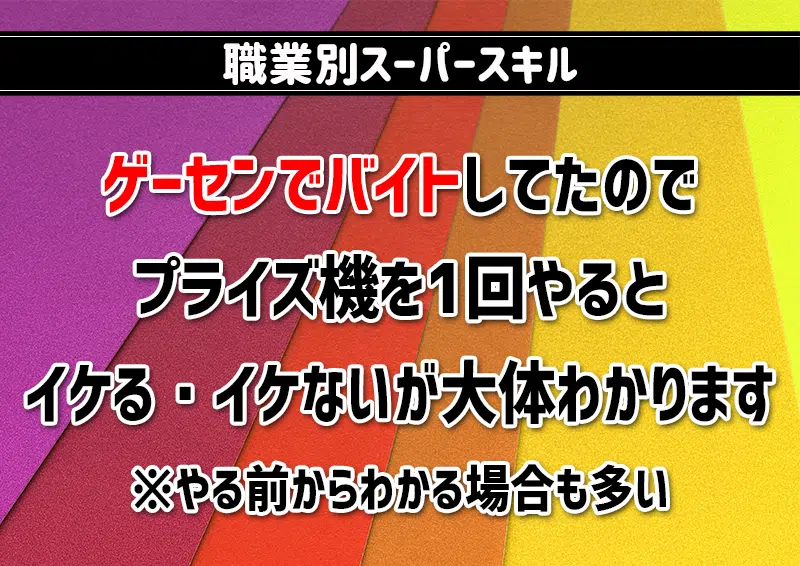 職業別スーパースキル
ゲーセンでバイトしてたので
プライズ機を1回やると
イケる・イケないが大体わかります
※やる前からわかる場合も多い